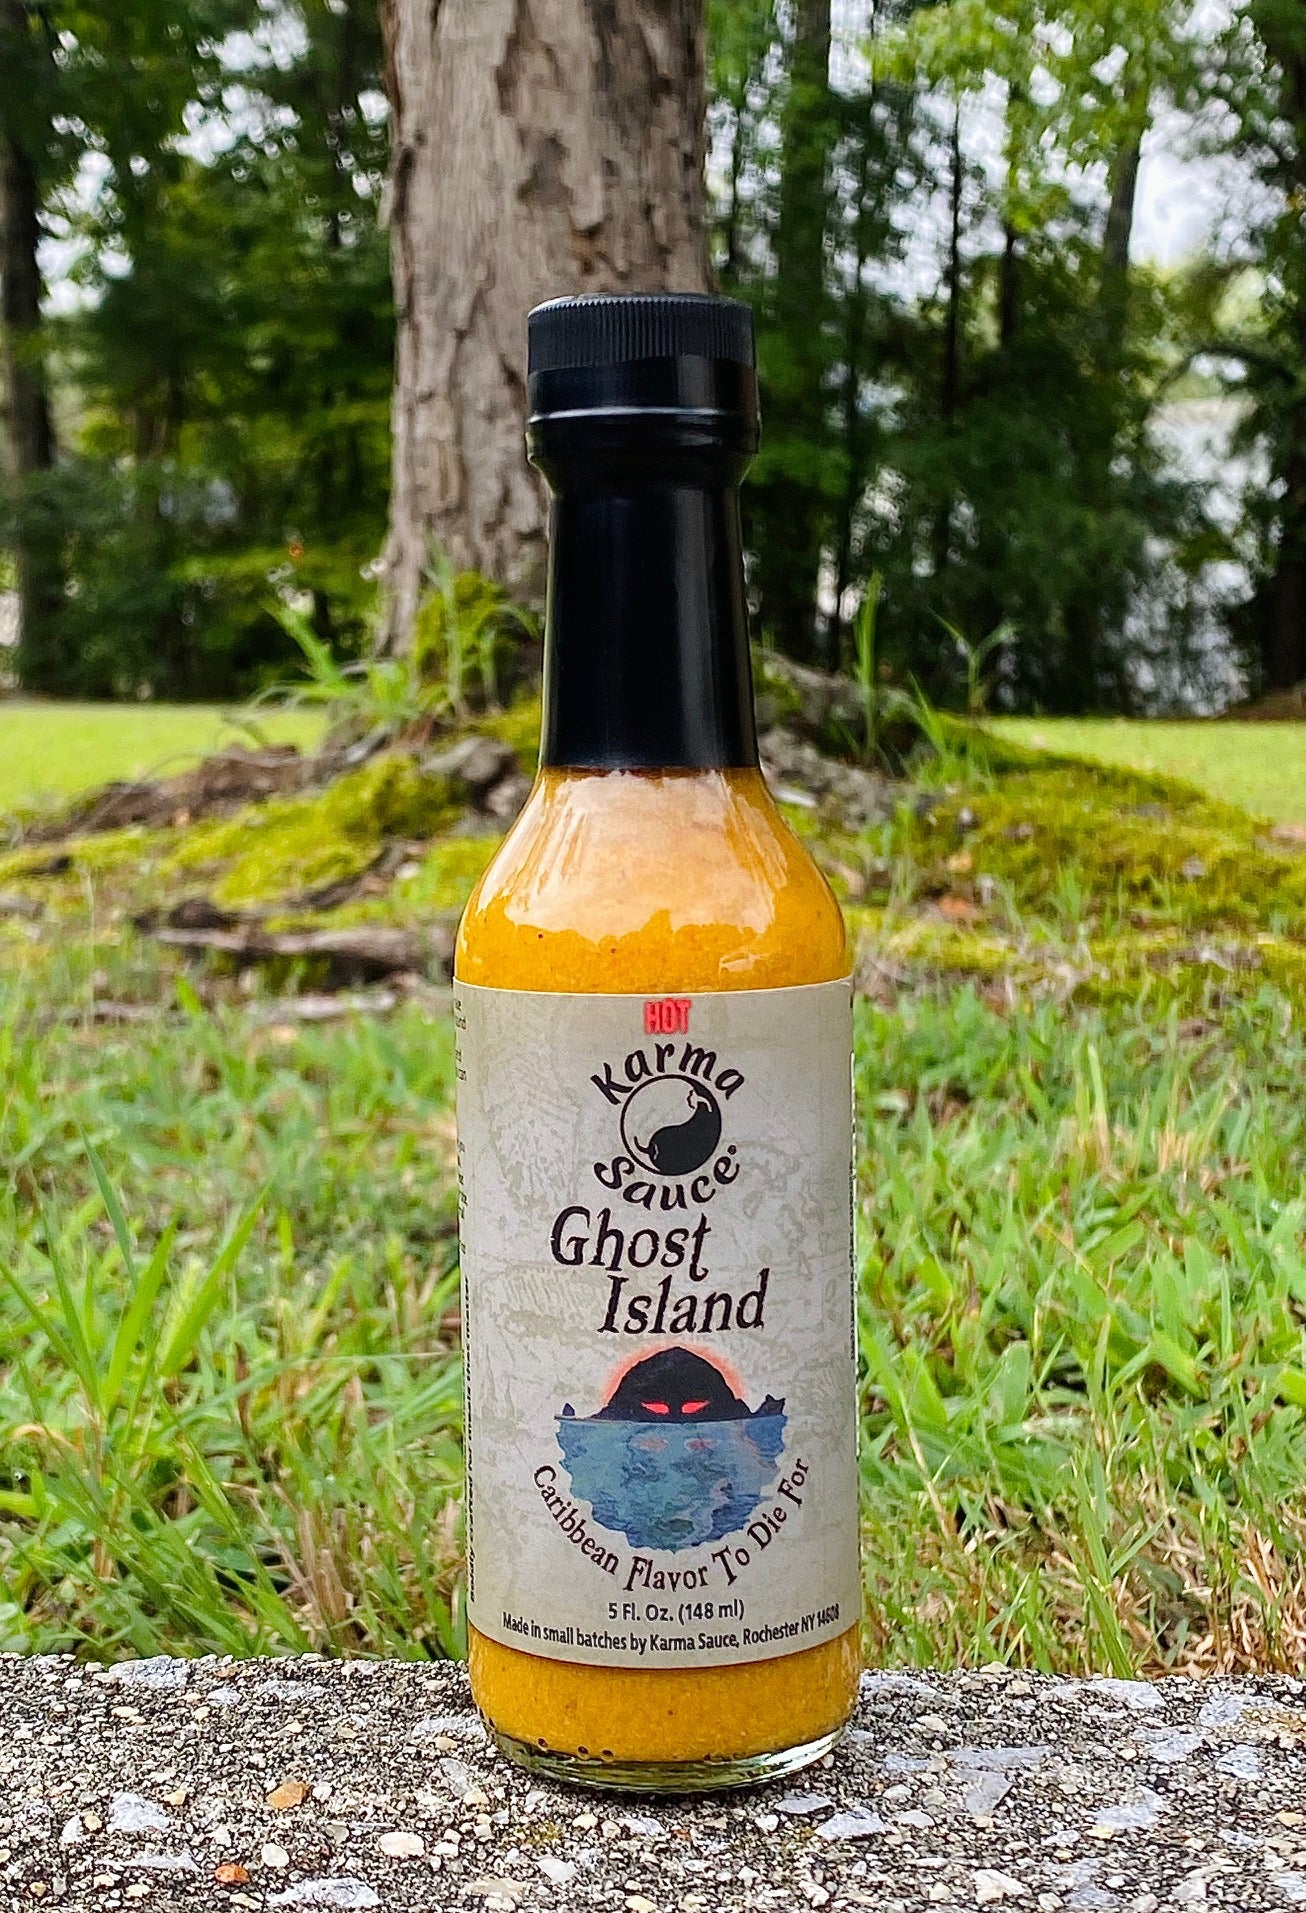 HOT
Karma
Sauce
Ghost
Island
Caribbean Flavor To Die For
5 Fl. Oz. (148 ml)
Made in small batches by Karma Sauce, Rochester NY 14608